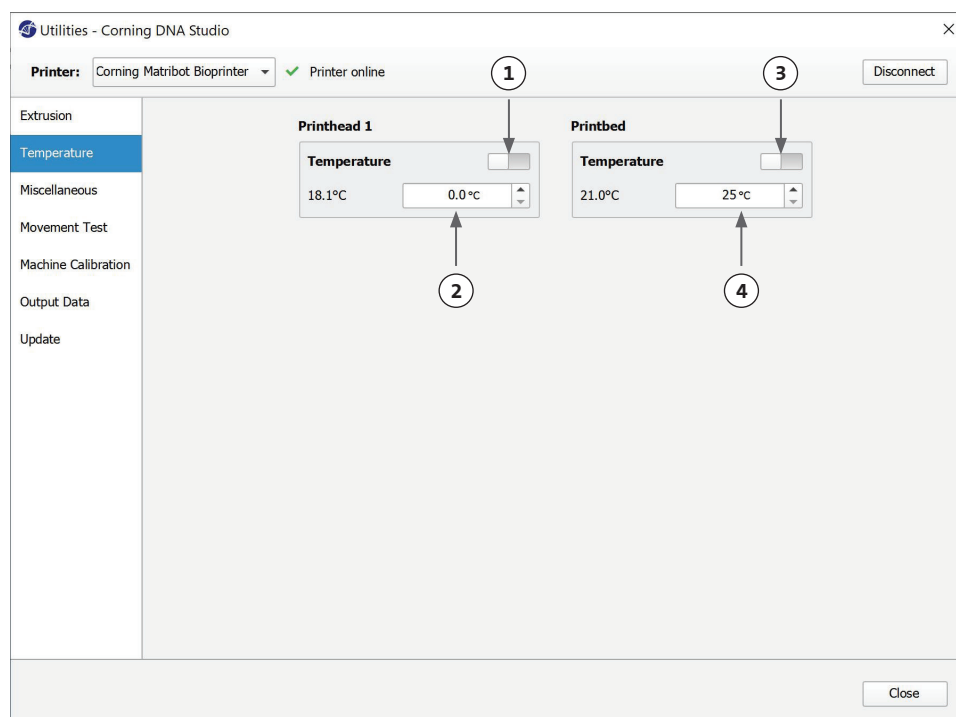 Utilities - Corning DNA Studio
Printer: Corning Matribot Bioprinter Printer online Disconnect
1 3
Extrusion
Temperature
Miscellaneous
Movement Test
Machine Calibration
Output Data
Update
Printhead 1
Temperature
18.1°C 0.0 °C
2
Printbed
Temperature
21.0°C 25 °C
4
Close